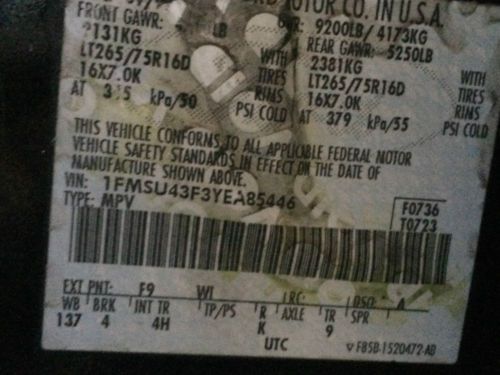 MOTOR CO. IN U.S.A.
FRONT GAWR: LB
9200LB/ 4173KG
131KG WITH
REAR GAWR: 5250LB
LT265/75R16D TIRES
2381KG WITH
16X7.0K RIMS
LT265/75R16D TIRES
AT kPa/50 PSI COLD
16X7.0K RIMS
AT 379 kPa/55 PSI COLD
THIS VEHICLE CONFORMS TO ALL APPLICABLE FEDERAL MOTOR
VEHICLE SAFETY STANDARDS IN EFFECT ON THE DATE OF
MANUFACTURE SHOWN ABOVE.
VIN: 1FMSU43F3YEA85446
TYPE: MPV
F0736
T0723
EXT PNT: F9
WB BRK INT TR TP/PS R AXLE TR SPR
137 4 4H K 9
UTC
F85B-1520472-AB